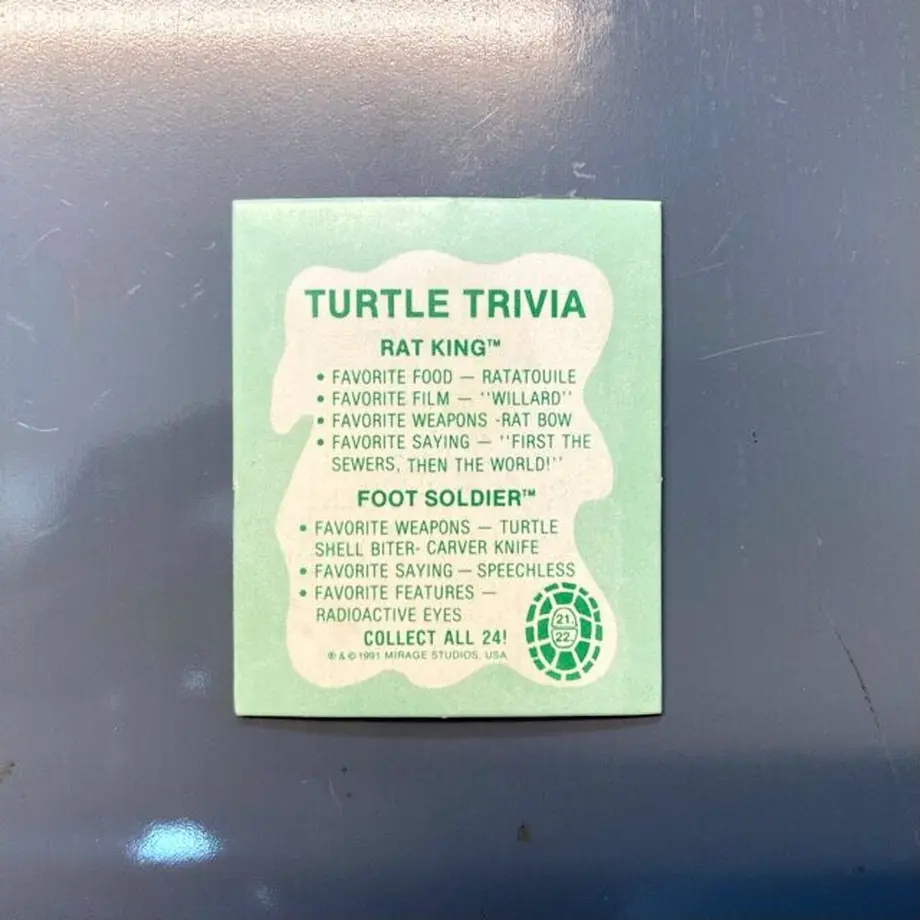 TURTLE TRIVIA
RAT KING™
• FAVORITE FOOD — RATATOUILE
• FAVORITE FILM — "WILLARD"
• FAVORITE WEAPONS -RAT BOW
• FAVORITE SAYING — "FIRST THE
SEWERS, THEN THE WORLD!"
FOOT SOLDIER™
• FAVORITE WEAPONS — TURTLE
SHELL BITER- CARVER KNIFE
• FAVORITE SAYING — SPEECHLESS
• FAVORITE FEATURES —
RADIOACTIVE EYES
COLLECT ALL 24!
® & © 1991 MIRAGE STUDIOS, USA
21.
22.